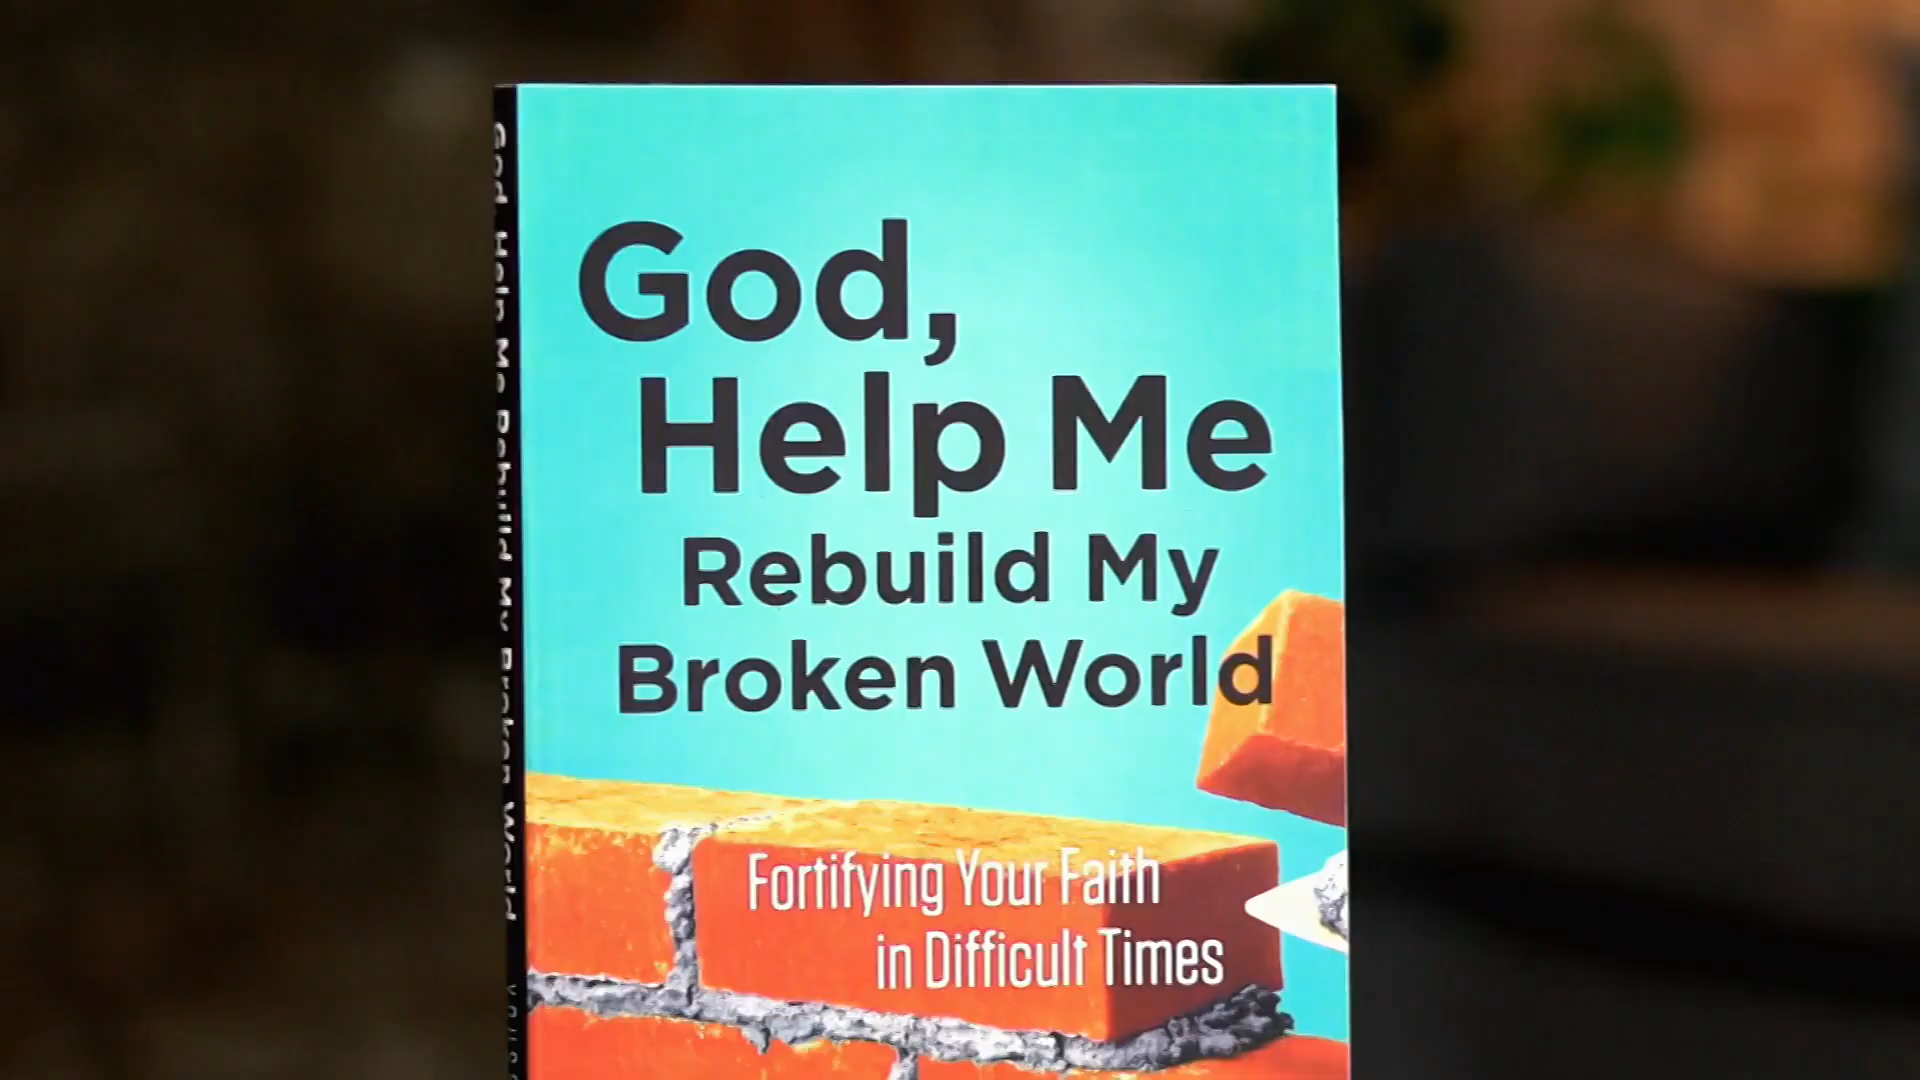 God,
Help Me
Rebuild My
Broken World
Fortifying Your Faith
in Difficult Times
God, Help Me Rebuild My Broken World